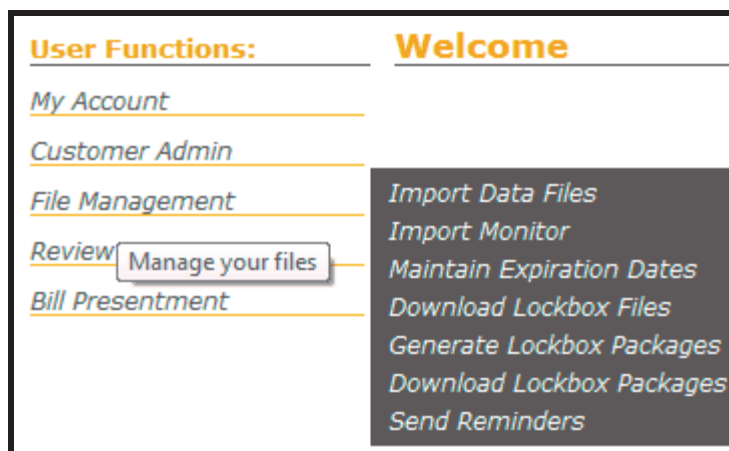 User Functions:
My Account
Customer Admin
File Management
Review
Manage your files
Bill Presentment
Welcome
Import Data Files
Import Monitor
Maintain Expiration Dates
Download Lockbox Files
Generate Lockbox Packages
Download Lockbox Packages
Send Reminders